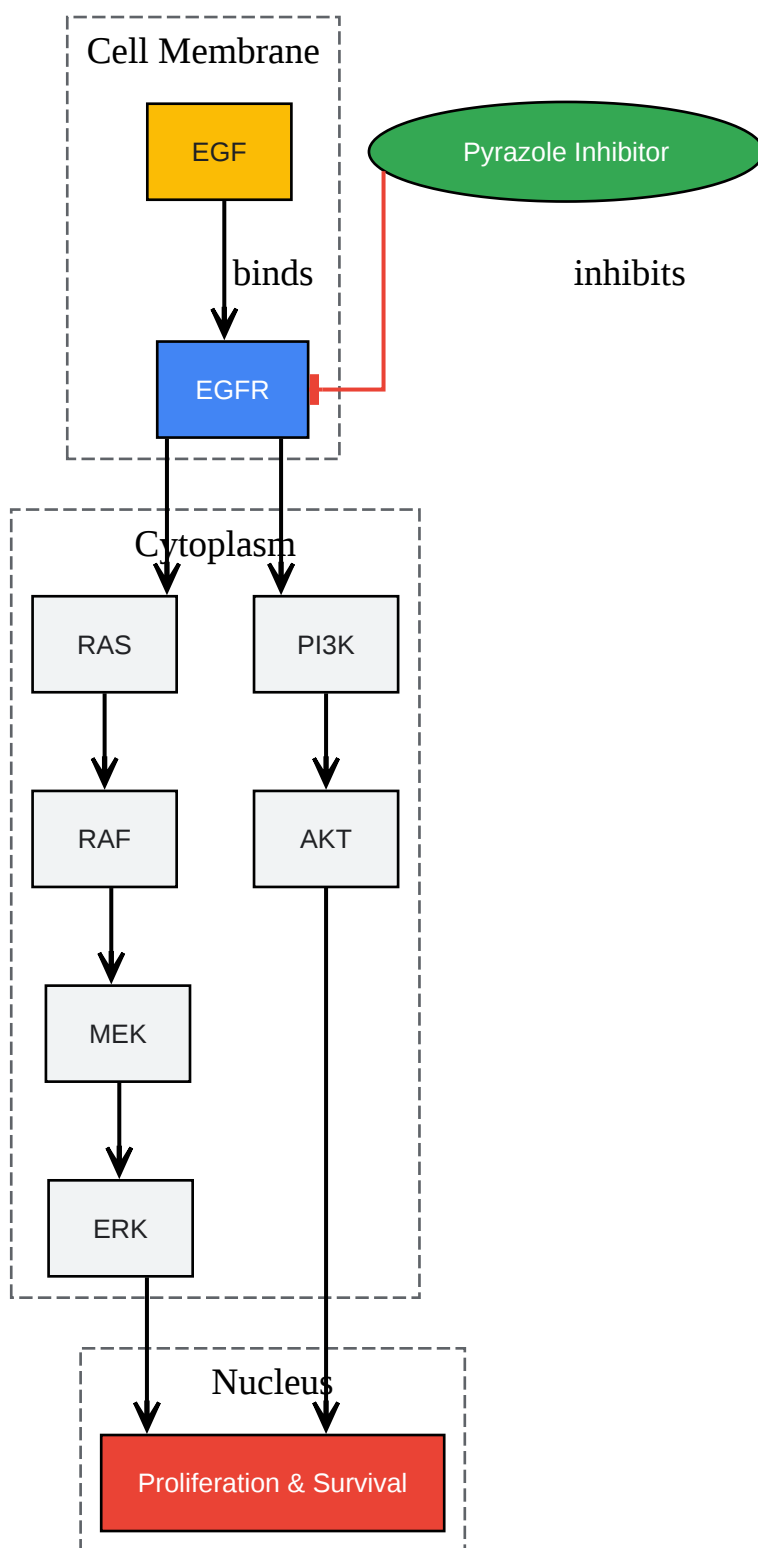 Cell Membrane
EGF
Pyrazole Inhibitor
binds
inhibits
EGFR
Cytoplasm
RAS
PI3K
RAF
AKT
MEK
ERK
Nucleus
Proliferation & Survival